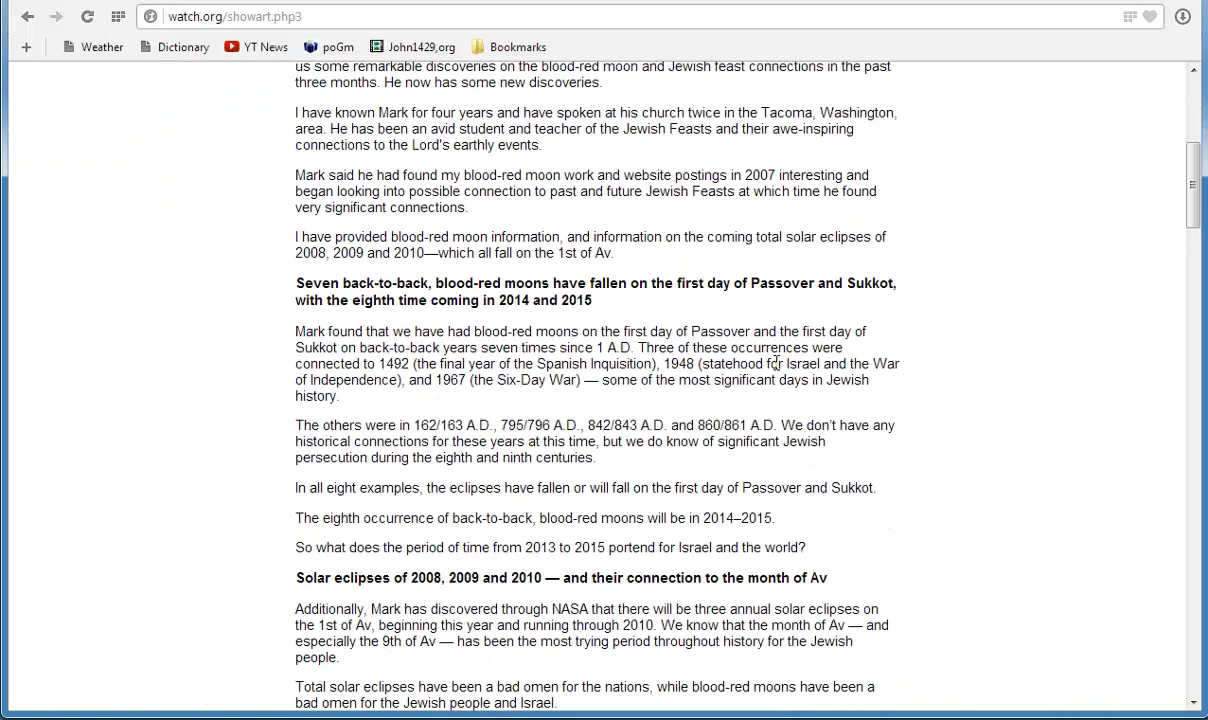 watch.org/showart.php3
Weather Dictionary YT News poGm John1429,org Bookmarks
us some remarkable discoveries on the blood-red moon and Jewish feast connections in the past
three months. He now has some new discoveries.
I have known Mark for four years and have spoken at his church twice in the Tacoma, Washington,
area. He has been an avid student and teacher of the Jewish Feasts and their awe-inspiring
connections to the Lord's earthly events.
Mark said he had found my blood-red moon work and website postings in 2007 interesting and
began looking into possible connection to past and future Jewish Feasts at which time he found
very significant connections.
I have provided blood-red moon information, and information on the coming total solar eclipses of
2008, 2009 and 2010—which all fall on the 1st of Av.
Seven back-to-back, blood-red moons have fallen on the first day of Passover and Sukkot,
with the eighth time coming in 2014 and 2015
Mark found that we have had blood-red moons on the first day of Passover and the first day of
Sukkot on back-to-back years seven times since 1 A.D. Three of these occurrences were
connected to 1492 (the final year of the Spanish Inquisition), 1948 (statehood for Israel and the War
of Independence), and 1967 (the Six-Day War) — some of the most significant days in Jewish
history.
The others were in 162/163 A.D., 795/796 A.D., 842/843 A.D. and 860/861 A.D. We don't have any
historical connections for these years at this time, but we do know of significant Jewish
persecution during the eighth and ninth centuries.
In all eight examples, the eclipses have fallen or will fall on the first day of Passover and Sukkot.
The eighth occurrence of back-to-back, blood-red moons will be in 2014–2015.
So what does the period of time from 2013 to 2015 portend for Israel and the world?
Solar eclipses of 2008, 2009 and 2010 — and their connection to the month of Av
Additionally, Mark has discovered through NASA that there will be three annual solar eclipses on
the 1st of Av, beginning this year and running through 2010. We know that the month of Av — and
especially the 9th of Av — has been the most trying period throughout history for the Jewish
people.
Total solar eclipses have been a bad omen for the nations, while blood-red moons have been a
bad omen for the Jewish people and Israel.